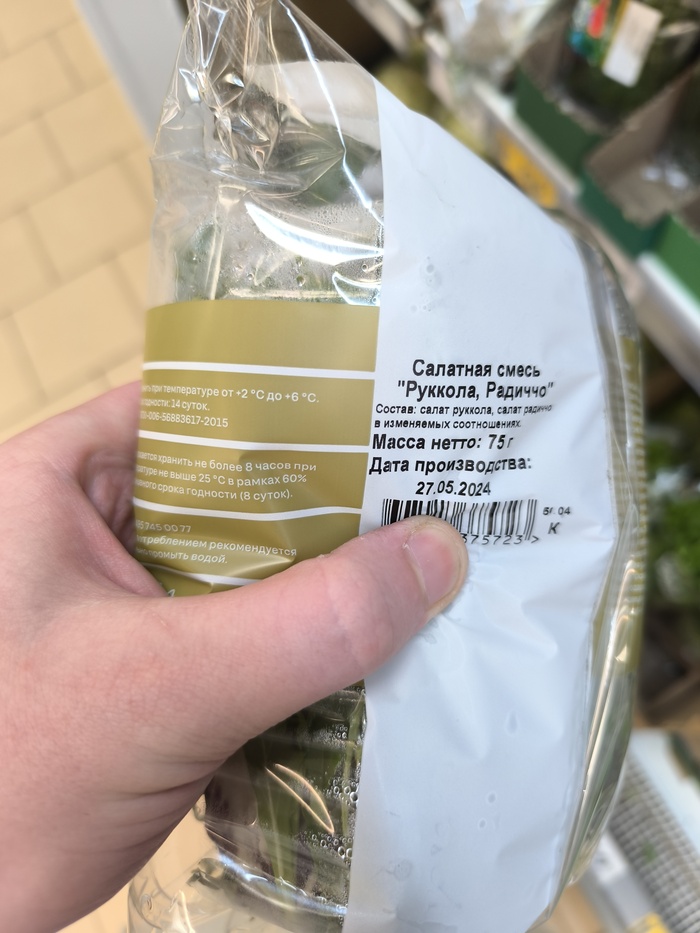 при температуре от +2 °C до +6 °C.
14 суток.
-006-56883617-2015
хранить не более 8 часов при
не выше 25 °C в рамках 60%
срока годности (8 суток).
745 00 77
рекомендуется
промыть водой.
Салатная смесь
"Руккола, Радиччо"
Состав: салат руккола, салат радиччо
в изменяемых соотношениях.
Масса нетто: 75 г
Дата производства:
27.05.2024
375723 >
К